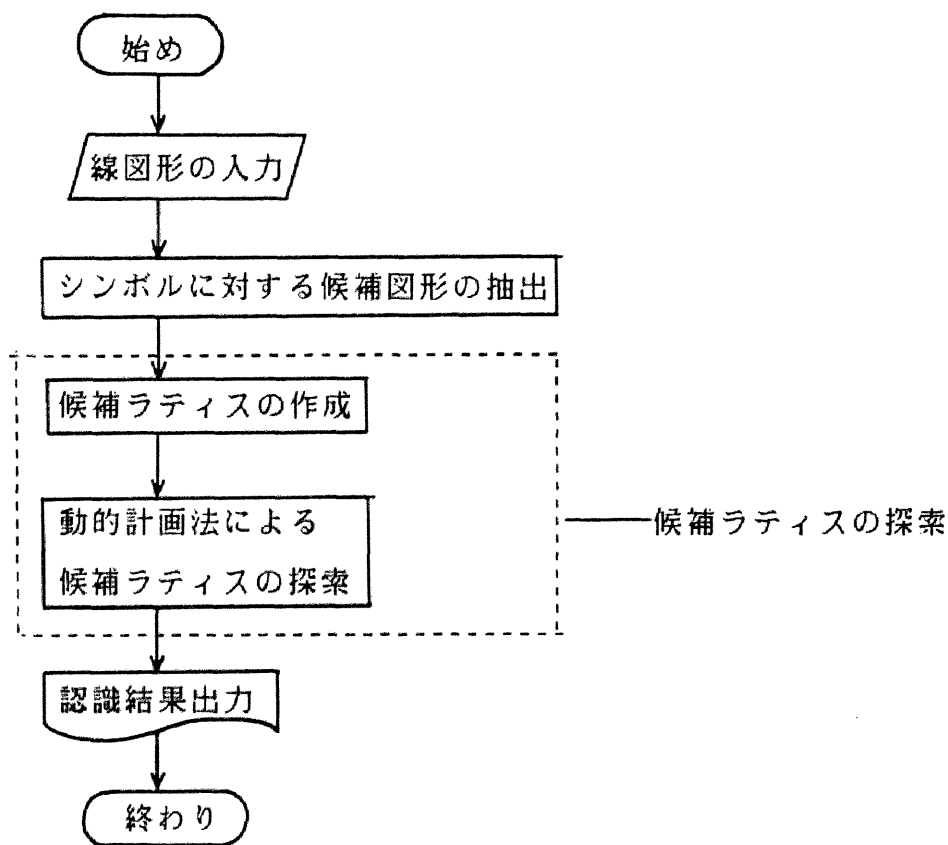 始め
線図形の入力
シンボルに対する候補図形の抽出
候補ラティスの作成
動的計画法による
候補ラティスの探索
候補ラティスの探索
認識結果出力
終わり